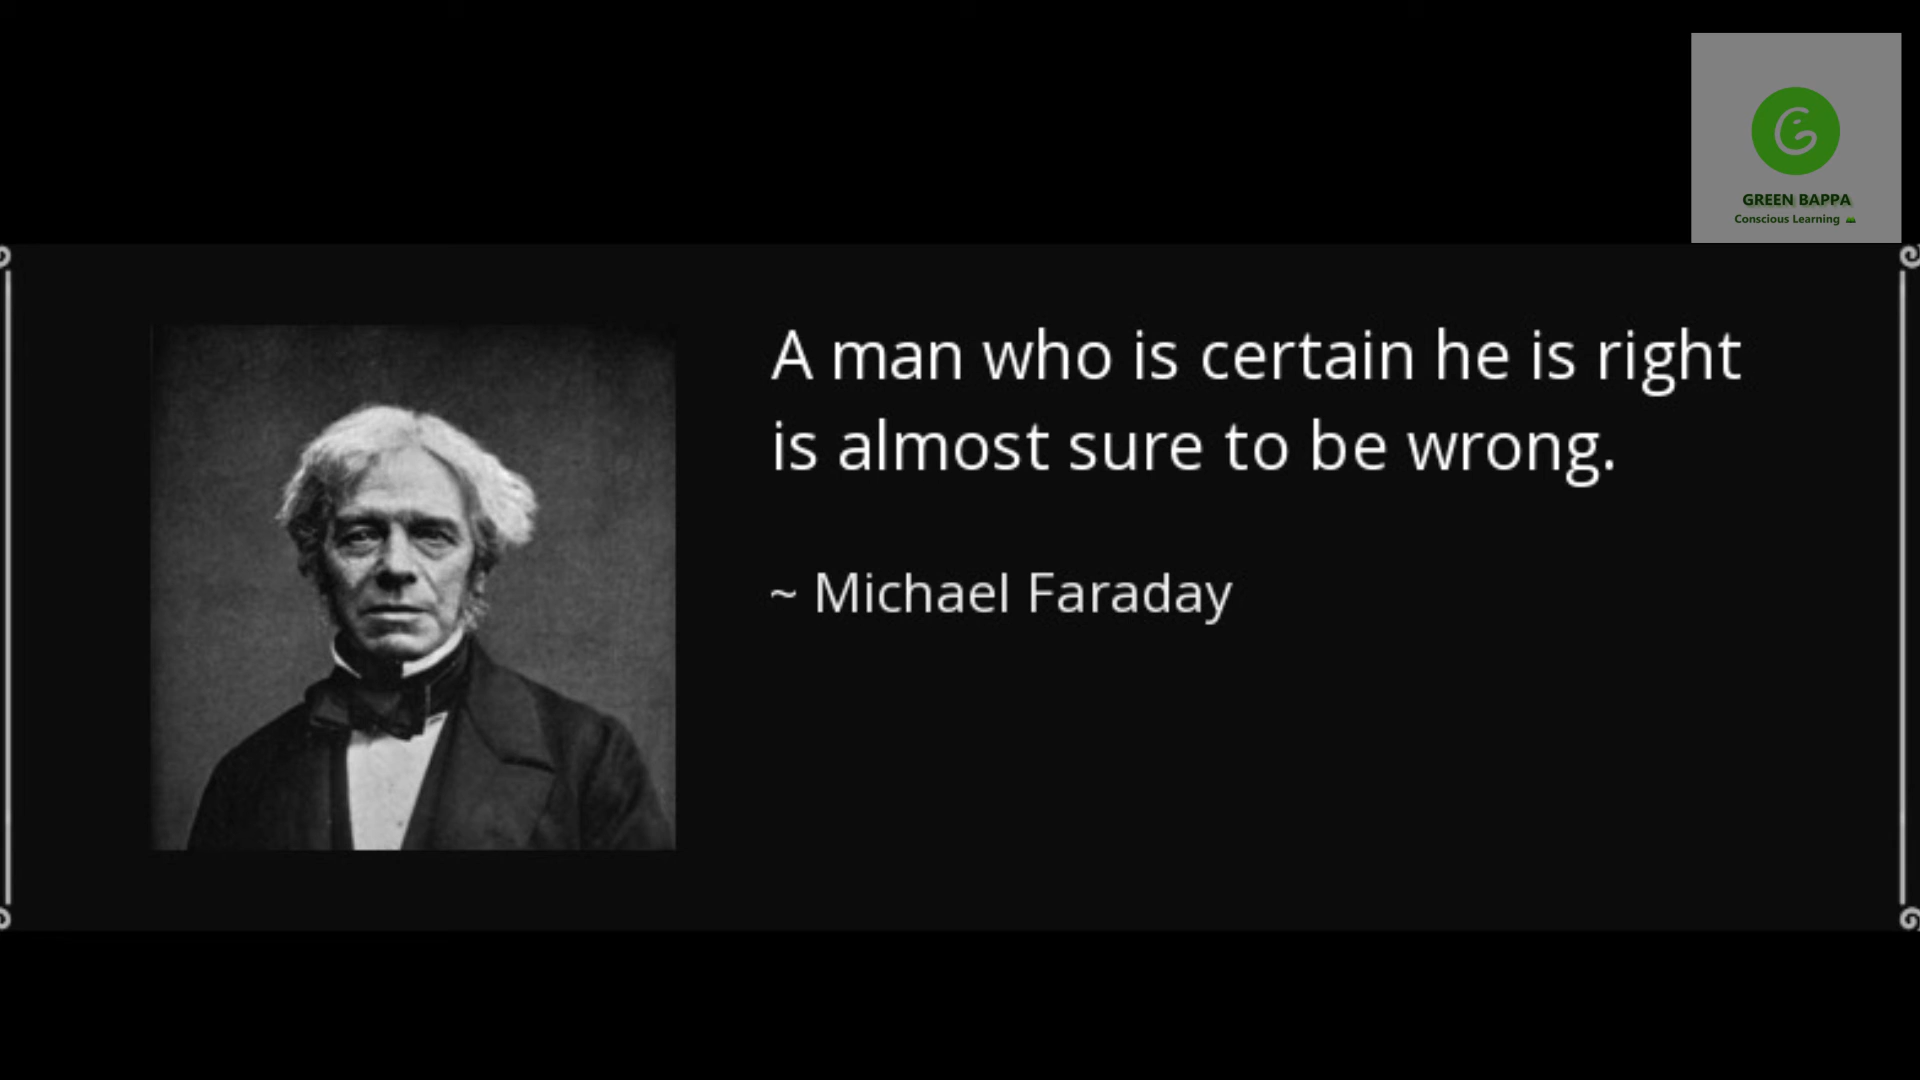 GREEN BAPPA
Conscious Learning
A man who is certain he is right
is almost sure to be wrong.
~ Michael Faraday